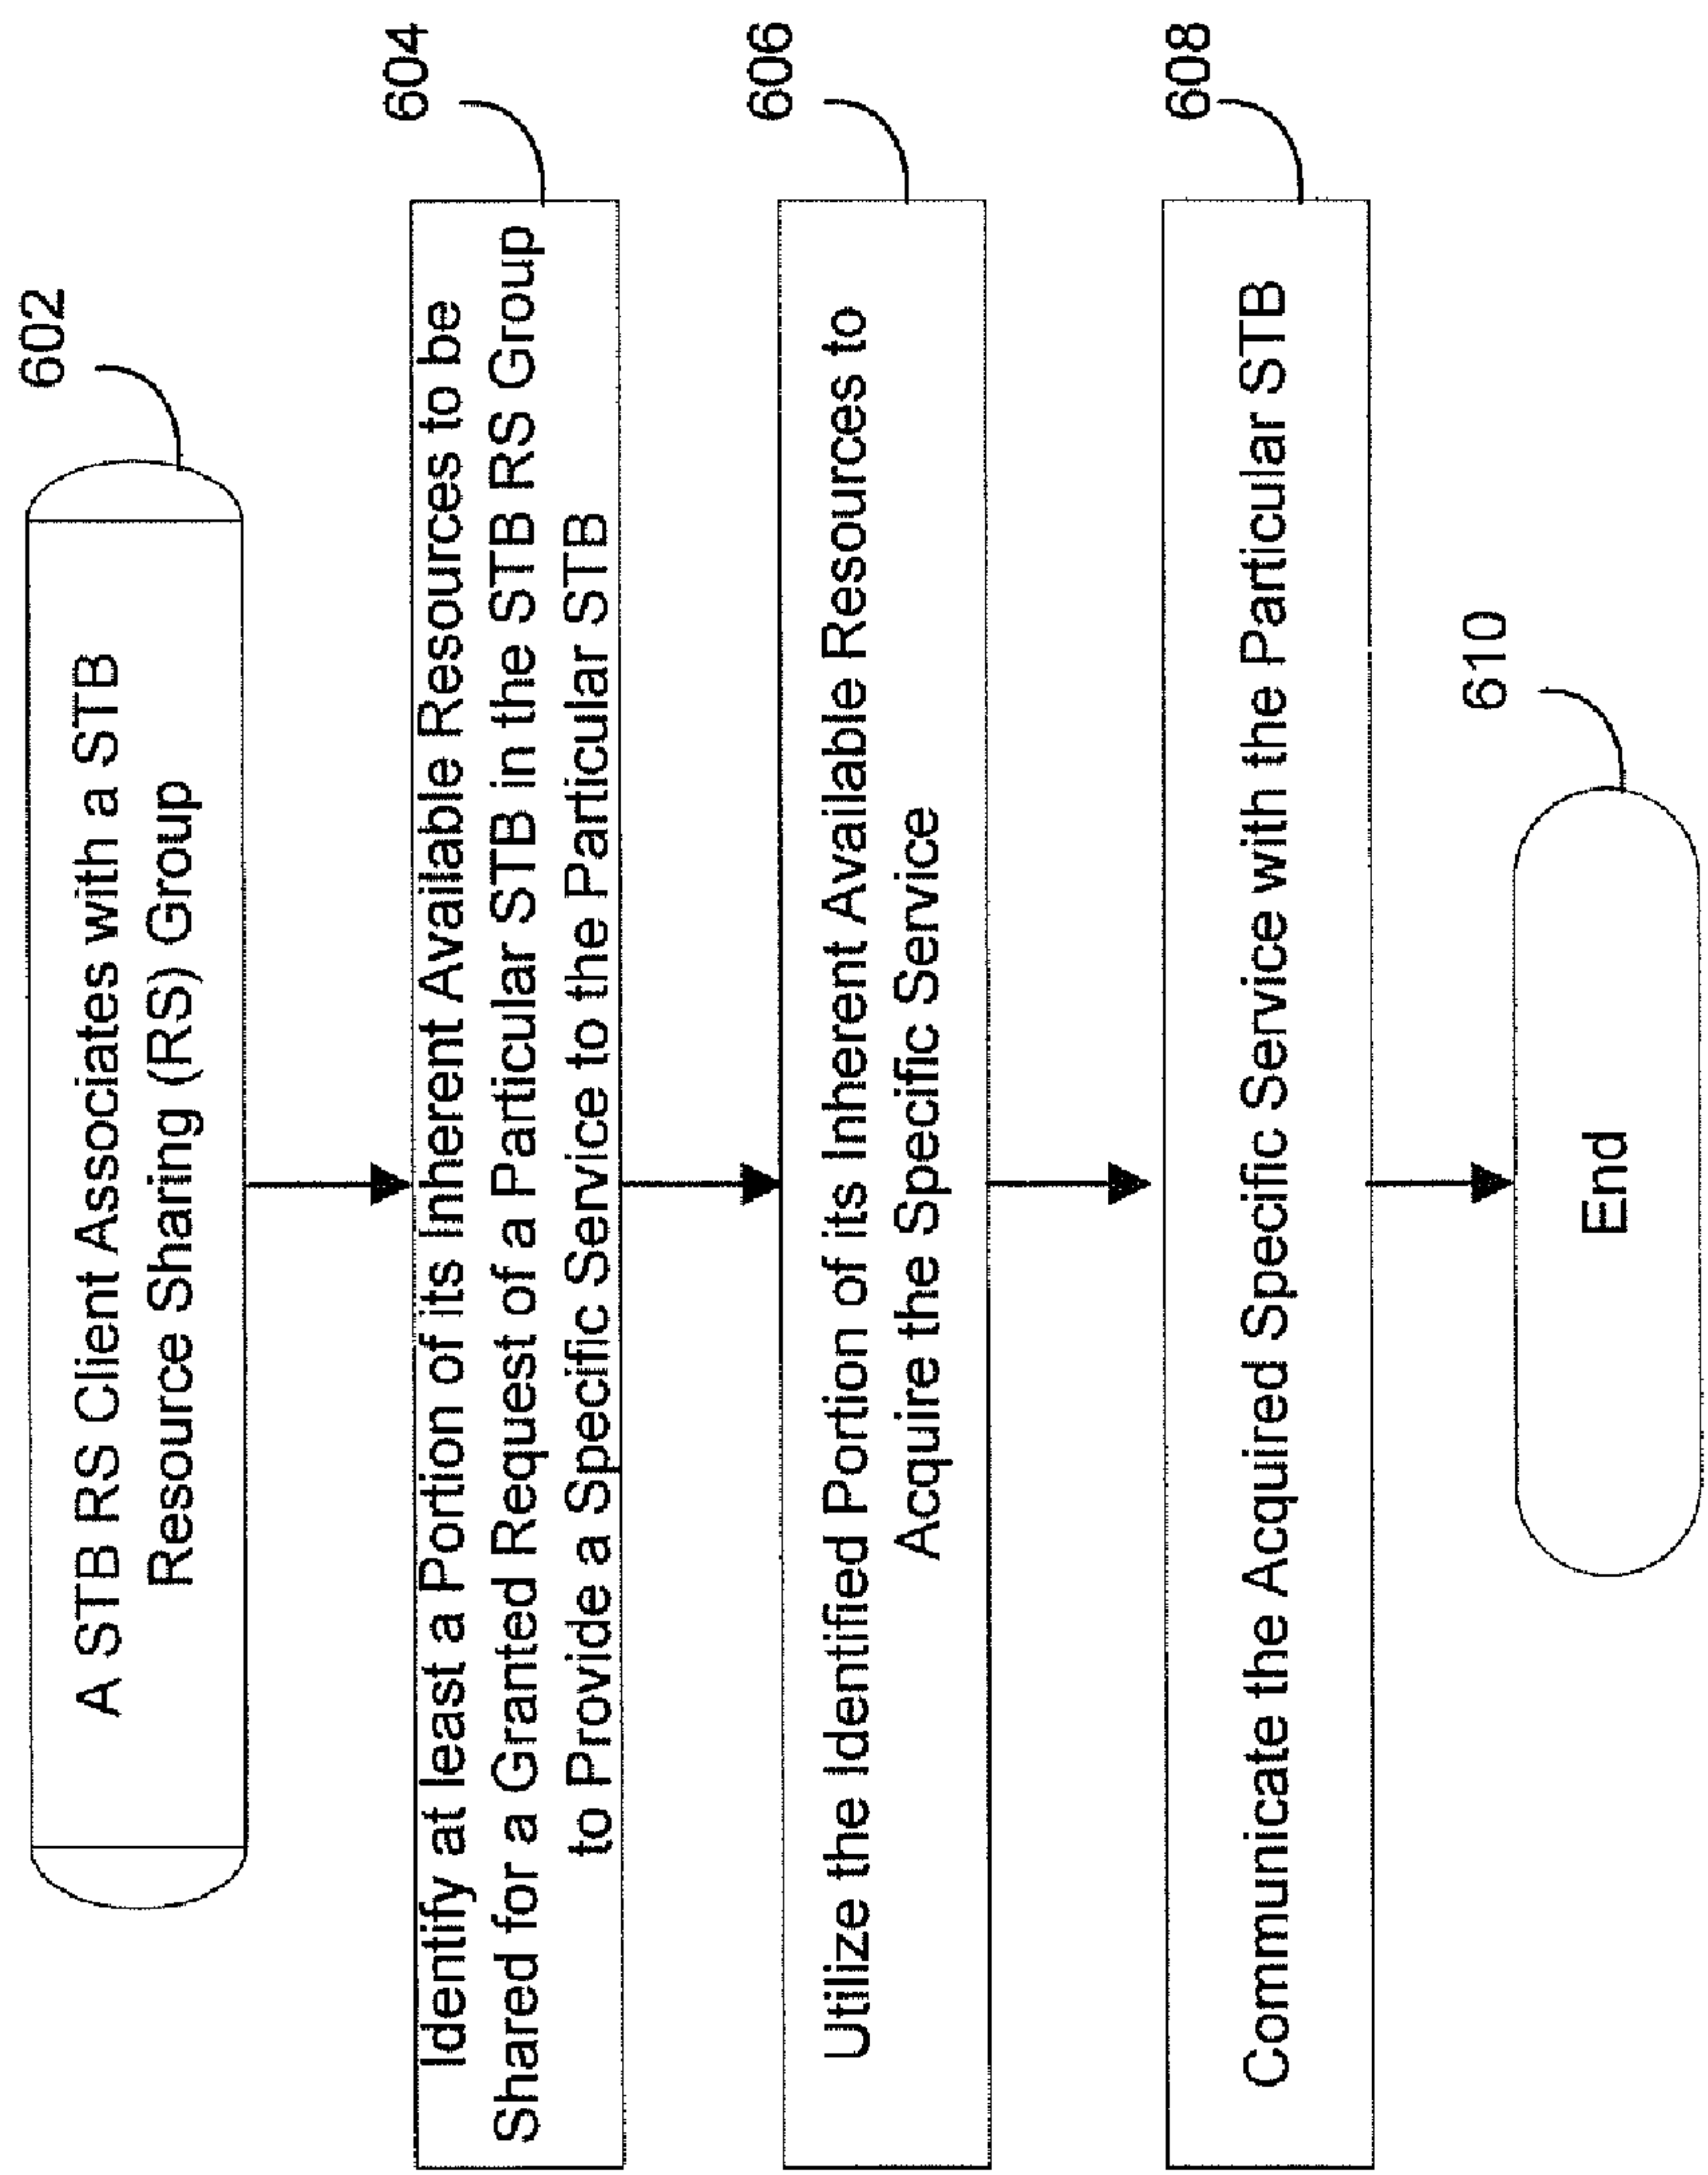 602
A STB RS Client Associates with a STB
Resource Sharing (RS) Group
604
Identify at least a Portion of its Inherent Available Resources to be
Shared for a Granted Request of a Particular STB in the STB RS Group
to Provide a Specific Service to the Particular STB
606
Utilize the Identified Portion of its Inherent Available Resources to
Acquire the Specific Service
608
Communicate the Acquired Specific Service with the Particular STB
610
End